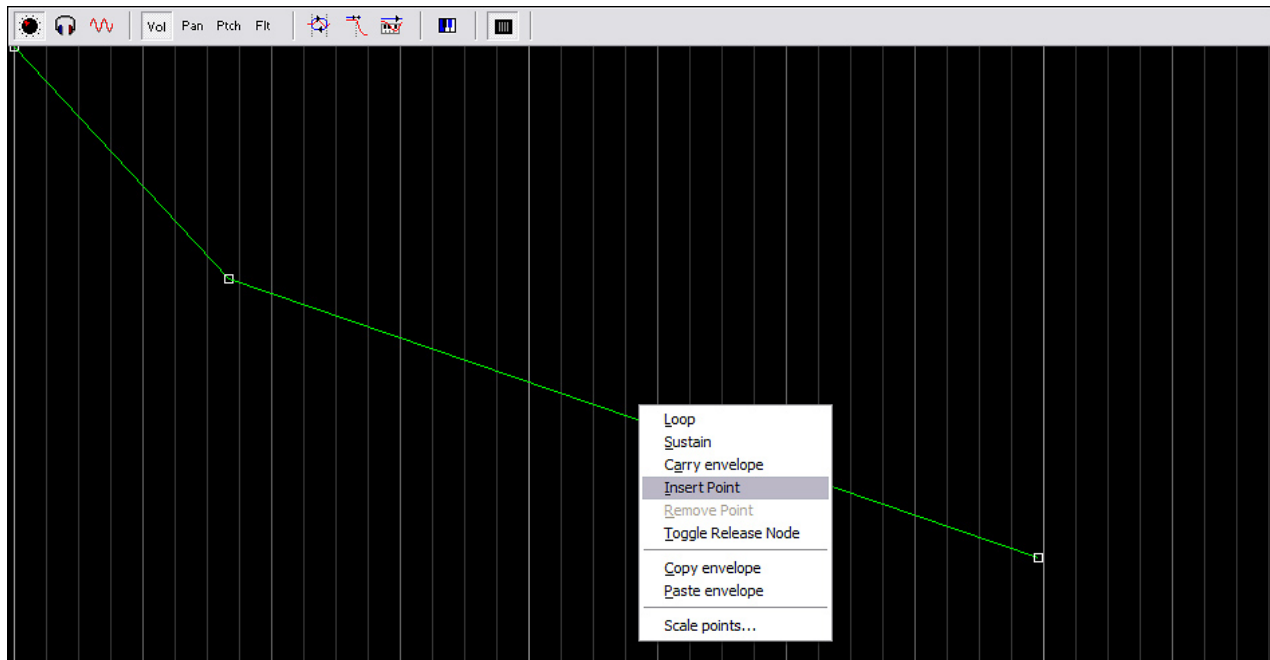 Vol Pan Ptch Flt
Loop
Sustain
Carry envelope
Insert Point
Remove Point
Toggle Release Node
Copy envelope
Paste envelope
Scale points...